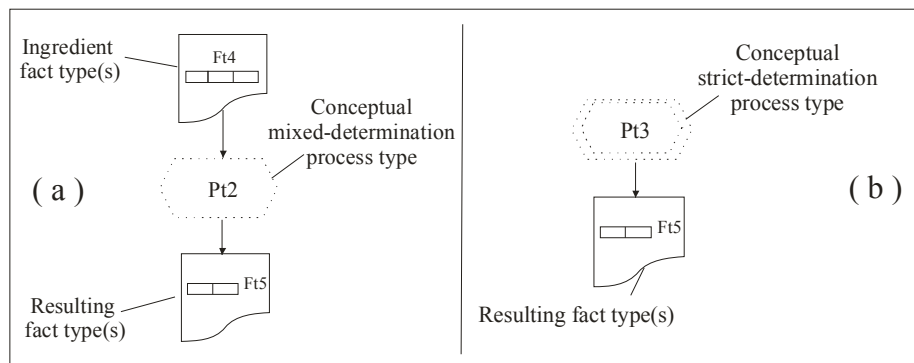 Ingredient
fact type(s)
Ft4
Conceptual
mixed-determination
process type
( a )
Pt2
Ft5
Resulting
fact type(s)
Conceptual
strict-determination
process type
Pt3
( b )
Ft5
Resulting fact type(s)